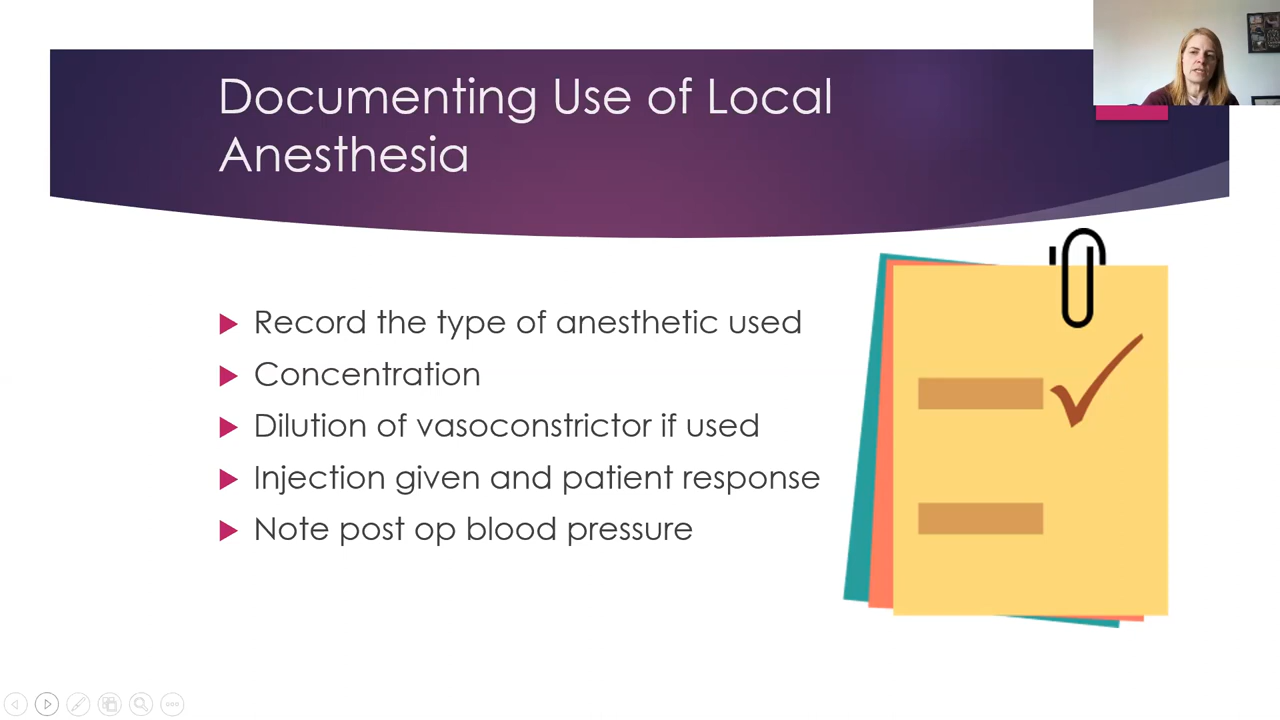 Documenting Use of Local
Anesthesia
Record the type of anesthetic used
Concentration
Dilution of vasoconstrictor if used
Injection given and patient response
Note post op blood pressure